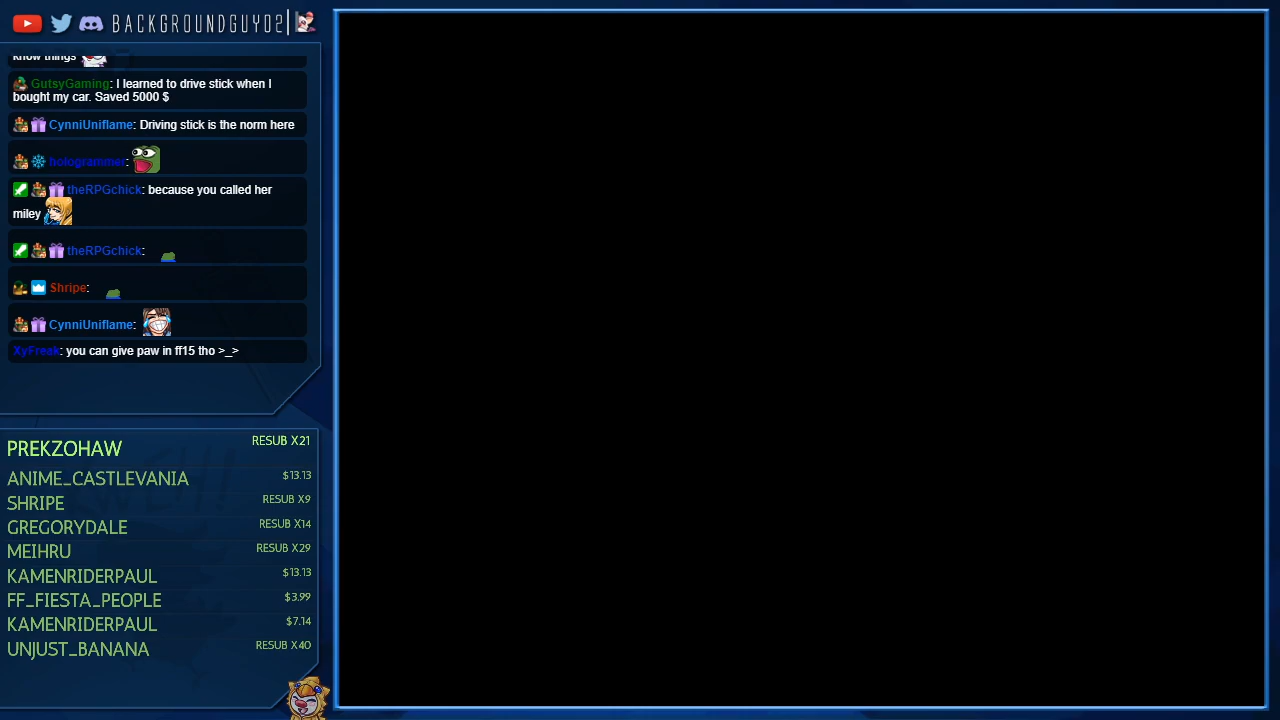 BACKGROUNDGUY02
know things
GutsyGaming: I learned to drive stick when I
bought my car. Saved 5000 $
CynniUniflame: Driving stick is the norm here
hologrammer:
theRPGchick: because you called her
miley
theRPGchick:
Shripe:
CynniUniflame:
XyFreak: you can give paw in ff15 tho >_>
PREKZOHAW RESUB X21
ANIME_CASTLEVANIA $13.13
SHRIPE RESUB X9
GREGORYDALE RESUB X14
MEIHRU RESUB X29
KAMENRIDERPAUL $13.13
FF_FIESTA_PEOPLE $3.99
KAMENRIDERPAUL $7.14
UNJUST_BANANA RESUB X40